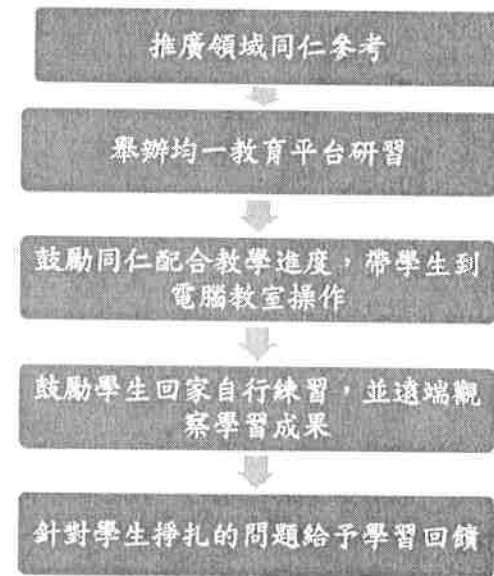 推廣領域同仁參考
舉辦均一教育平台研習
鼓勵同仁配合教學進度，帶學生到
電腦教室操作
鼓勵學生回家自行練習，並遠端觀
察學習成果
針對學生掙扎的問題給予學習回饋